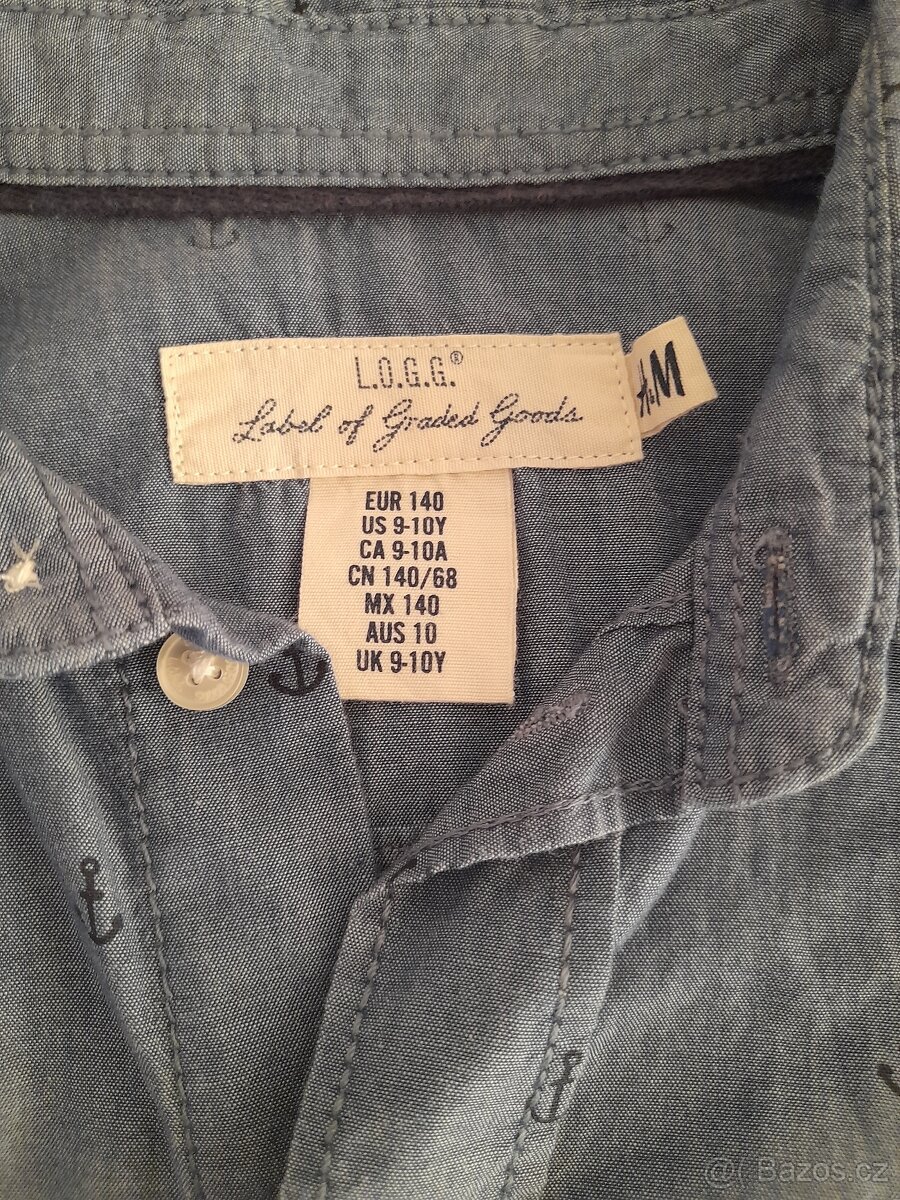 L.O.G.G.®
Label of Graded Goods
H&M
EUR 140
US 9-10Y
CA 9-10A
CN 140/68
MX 140
AUS 10
UK 9-10Y
@( Bazos.cz